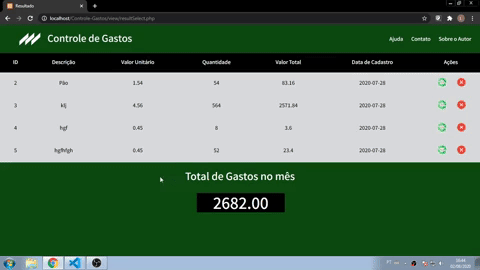 Resultado
localhost/Controle-Gastos/view/resultSelect.php
Controle de Gastos
Ajuda Contato Sobre o Autor
ID Descrição Valor Unitário Quantidade Valor Total Data de Cadastro Ações
2 Pão 1.54 54 83.16 2020-07-28
3 klj 4.56 564 2571.84 2020-07-28
4 hgf 0.45 8 3.6 2020-07-28
5 hgfhfgh 0.45 52 23.4 2020-07-28
Total de Gastos no mês
2682.00
PT